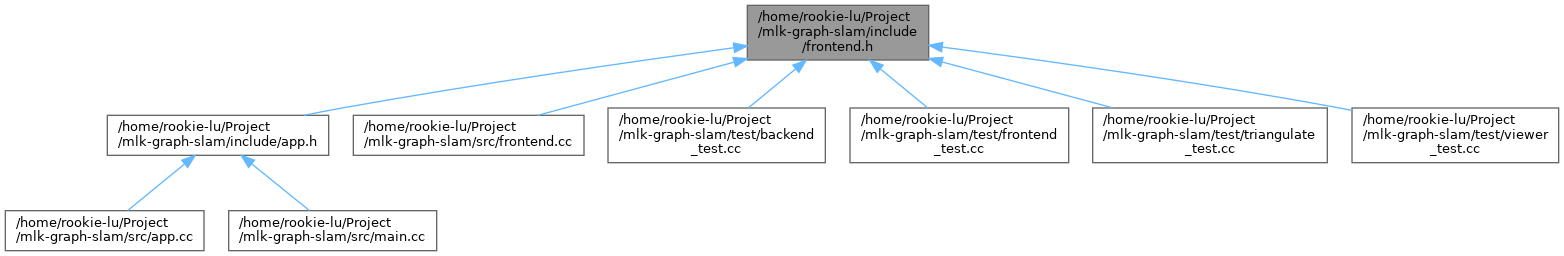 /home/rookie-lu/Project
/mlk-graph-slam/include
/frontend.h
/home/rookie-lu/Project
/mlk-graph-slam/include/app.h
/home/rookie-lu/Project
/mlk-graph-slam/src/frontend.cc
/home/rookie-lu/Project
/mlk-graph-slam/test/backend
_test.cc
/home/rookie-lu/Project
/mlk-graph-slam/test/frontend
_test.cc
/home/rookie-lu/Project
/mlk-graph-slam/test/triangulate
_test.cc
/home/rookie-lu/Project
/mlk-graph-slam/test/viewer
_test.cc
/home/rookie-lu/Project
/mlk-graph-slam/src/app.cc
/home/rookie-lu/Project
/mlk-graph-slam/src/main.cc